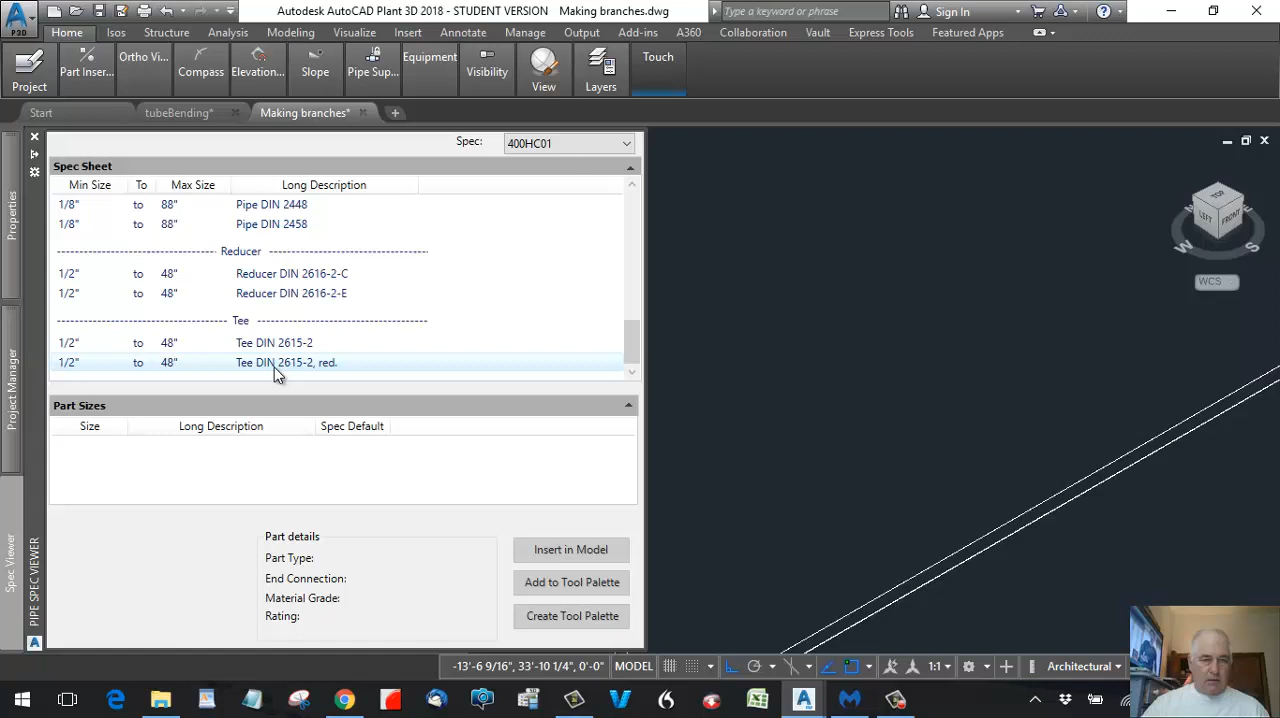 Autodesk AutoCAD Plant 3D 2018 - STUDENT VERSION Making branches.dwg
Type a keyword or phrase
Sign In
P3D
Home Isos Structure Analysis Modeling Visualize Insert Annotate Manage Output Add-ins A360 Collaboration Vault Express Tools Featured Apps
Project
Part Inser...
Ortho Vi...
Compass
Elevation...
Slope
Pipe Sup...
Equipment
Visibility
View
Layers
Touch
Start
tubeBending*
Making branches*
Properties
Project Manager
Spec Viewer
PIPE SPEC VIEWER
Spec: 400HC01
Spec Sheet
Min Size To Max Size Long Description
1/8" to 88" Pipe DIN 2448
1/8" to 88" Pipe DIN 2458
Reducer
1/2" to 48" Reducer DIN 2616-2-C
1/2" to 48" Reducer DIN 2616-2-E
Tee
1/2" to 48" Tee DIN 2615-2
1/2" to 48" Tee DIN 2615-2, red.
Part Sizes
Size Long Description Spec Default
Part details
Part Type:
End Connection:
Material Grade:
Rating:
Insert in Model
Add to Tool Palette
Create Tool Palette
TOP
LEFT
FRONT
W
S
WCS
-13'-6 9/16", 33'-10 1/4", 0'-0" MODEL 1:1 Architectural